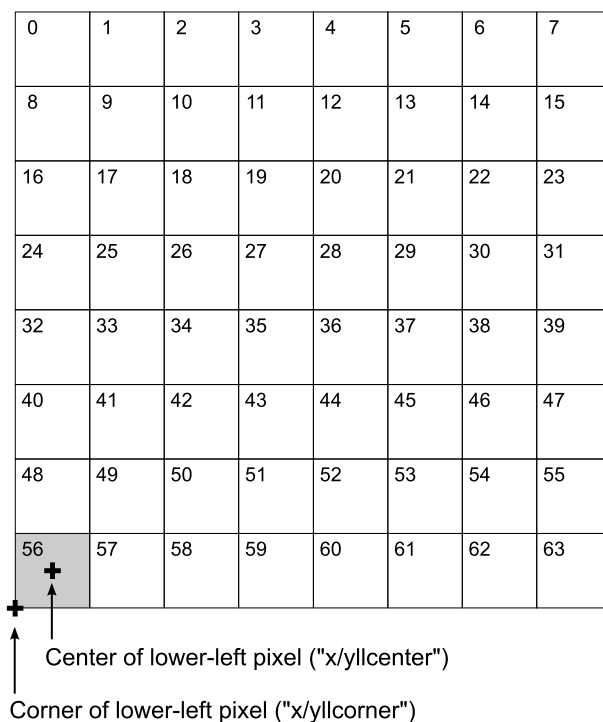 0 1 2 3 4 5 6 7
8 9 10 11 12 13 14 15
16 17 18 19 20 21 22 23
24 25 26 27 28 29 30 31
32 33 34 35 36 37 38 39
40 41 42 43 44 45 46 47
48 49 50 51 52 53 54 55
56 57 58 59 60 61 62 63
Center of lower-left pixel ("x/yllcenter")
Corner of lower-left pixel ("x/yllcorner")